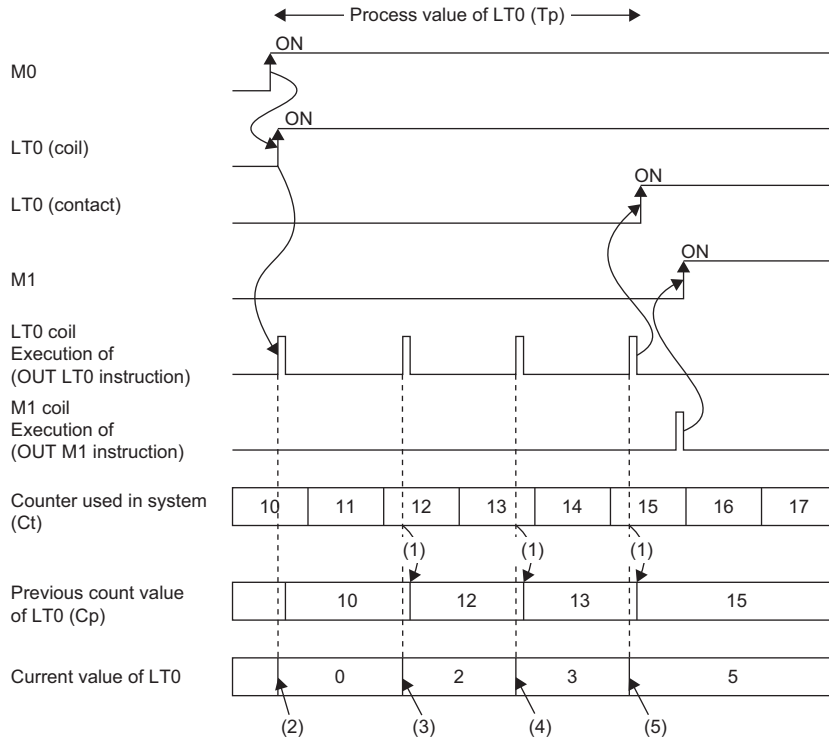 Process value of LT0 (Tp)
ON
M0
ON
LT0 (coil)
ON
LT0 (contact)
ON
M1
LT0 coil
Execution of
(OUT LT0 instruction)
M1 coil
Execution of
(OUT M1 instruction)
Counter used in system
(Ct)
10 11 12 13 14 15 16 17
(1) (1) (1)
Previous count value
of LT0 (Cp)
10 12 13 15
Current value of LT0
0 2 3 5
(2) (3) (4) (5)